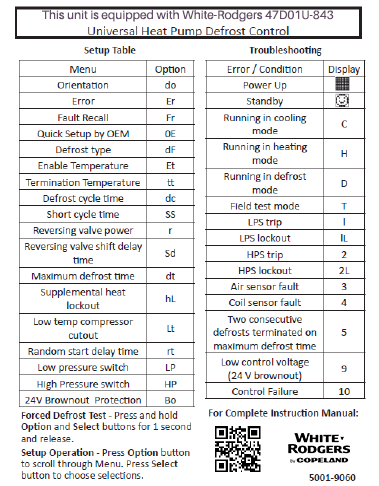 This unit is equipped with White-Rodgers 47D01U-843
Universal Heat Pump Defrost Control
Setup Table
Menu Option
Orientation do
Error Er
Fault Recall Fr
Quick Setup by OEM 0E
Defrost type dF
Enable Temperature Et
Termination Temperature tt
Defrost cycle time dc
Short cycle time SS
Reversing valve power r
Reversing valve shift delay
time Sd
Maximum defrost time dt
Supplemental heat
lockout hL
Low temp compressor
cutout Lt
Random start delay time rt
Low pressure switch LP
High Pressure switch HP
24V Brownout Protection Bo
Forced Defrost Test - Press and hold
Option and Select buttons for 1 second
and release.
Setup Operation - Press Option button
to scroll through Menu. Press Select
button to choose selections.
Troubleshooting
Error / Condition Display
Power Up
Standby
Running in cooling
mode C
Running in heating
mode H
Running in defrost
mode D
Field test mode T
LPS trip l
LPS lockout lL
HPS trip 2
HPS lockout 2L
Air sensor fault 3
Coil sensor fault 4
Two consecutive
defrosts terminated on
maximum defrost time 5
Low control voltage
(24 V brownout) 9
Control Failure 10
For Complete Instruction Manual:
WHITE
RODGERS
by COPELAND
5001-9060